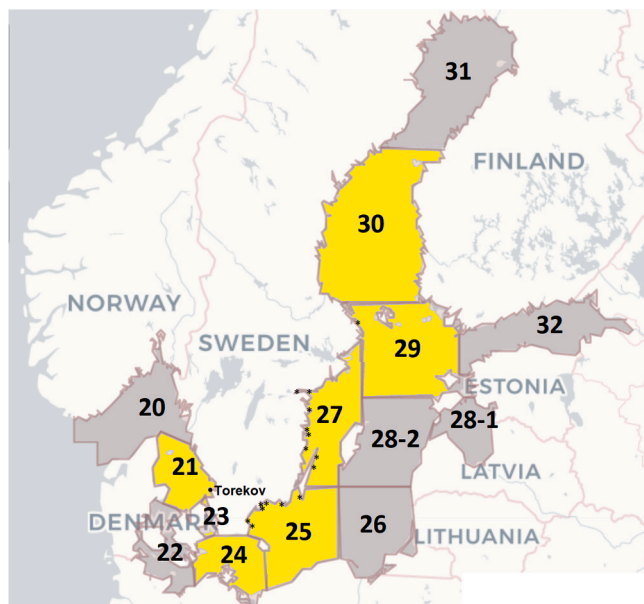 31
FINLAND
30
NORWAY
32
SWEDEN
29
ESTONIA
20
27
28-1
28-2
21
LATVIA
Torekov
DENMARK
23
26
25
LITHUANIA
22
24